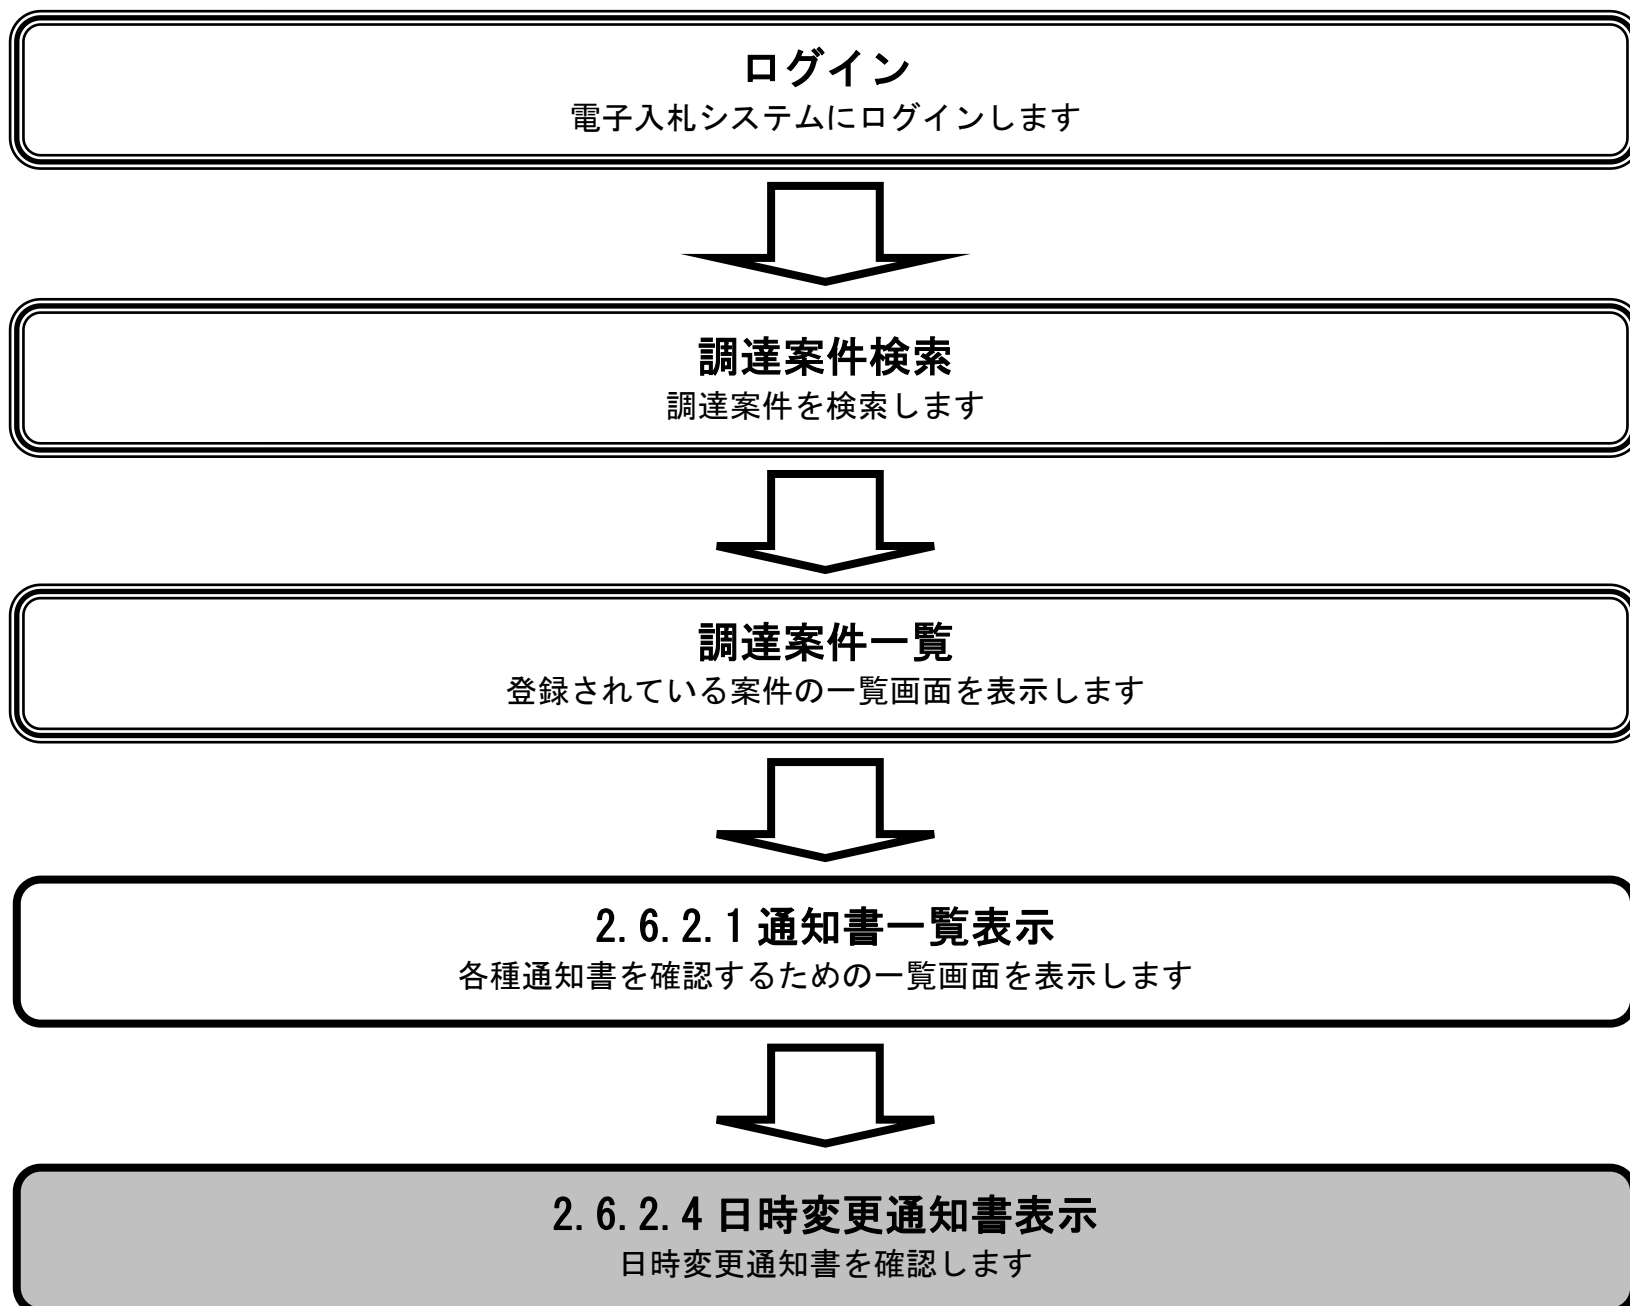 ログイン
電子入札システムにログインします
調達案件検索
調達案件を検索します
調達案件一覧
登録されている案件の一覧画面を表示します
2.6.2.1 通知書一覧表示
各種通知書を確認するための一覧画面を表示します
2.6.2.4 日時変更通知書表示
日時変更通知書を確認します